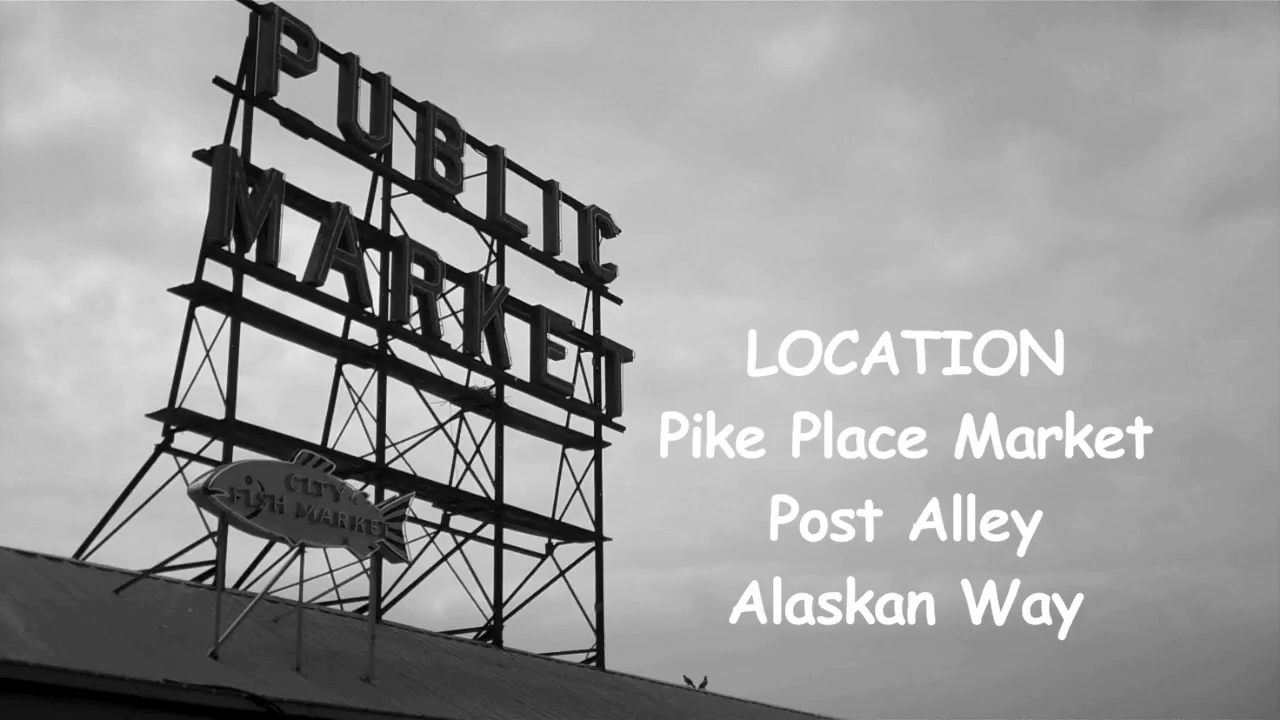 PUBLIC
MARKET
CITY
FISH MARKET
LOCATION
Pike Place Market
Post Alley
Alaskan Way